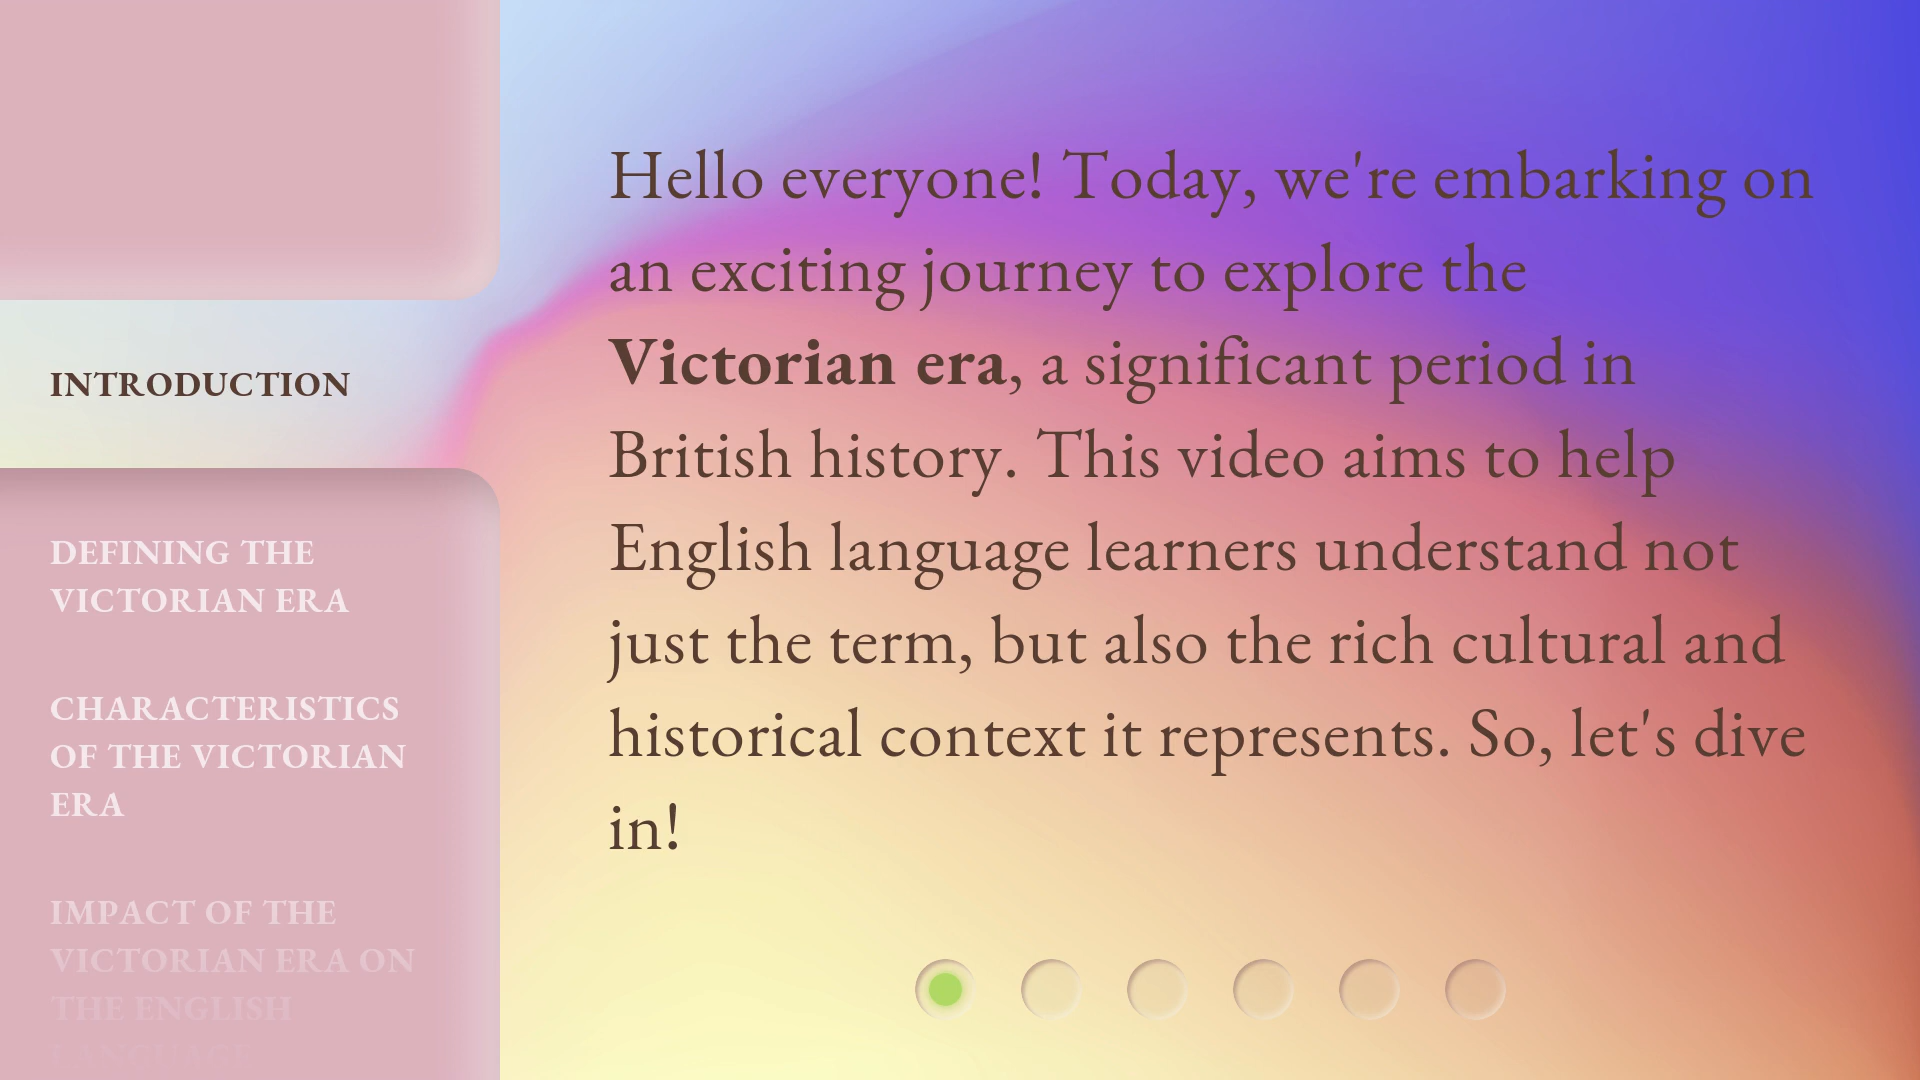 INTRODUCTION
DEFINING THE
VICTORIAN ERA
CHARACTERISTICS
OF THE VICTORIAN
ERA
IMPACT OF THE
VICTORIAN ERA ON
THE ENGLISH
LANGUAGE
Hello everyone! Today, we're embarking on
an exciting journey to explore the
Victorian era, a significant period in
British history. This video aims to help
English language learners understand not
just the term, but also the rich cultural and
historical context it represents. So, let's dive
in!